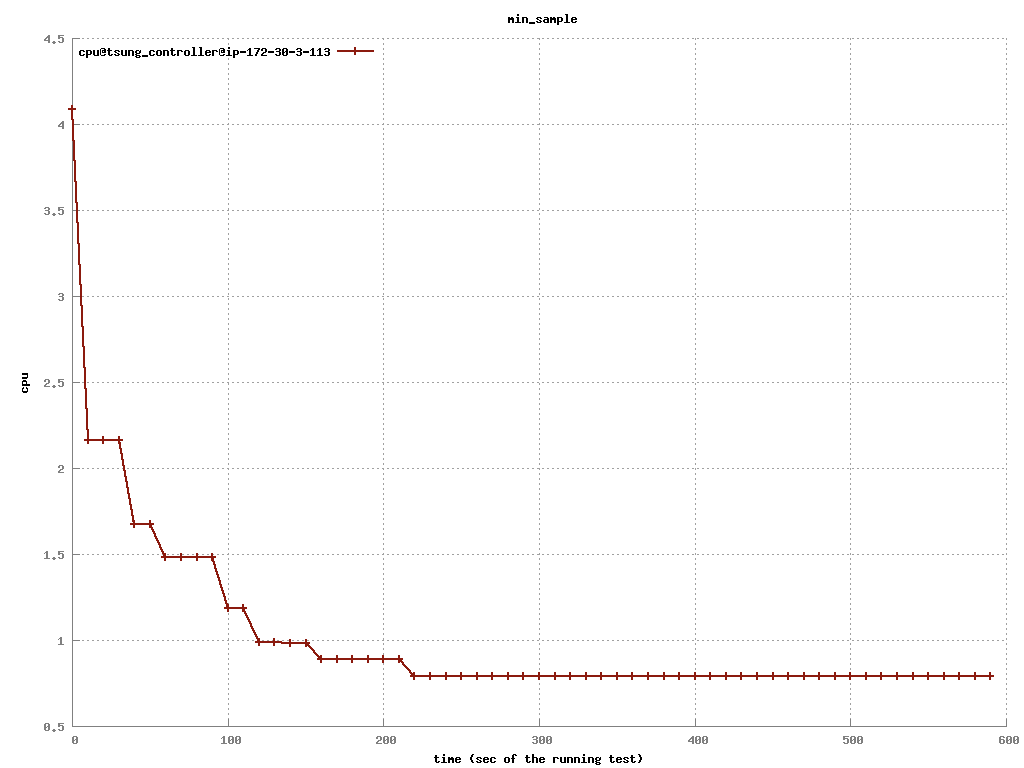 min_sample
4.5
cpu@tsung_controller@ip-172-30-3-113
4
3.5
3
2.5
cpu
2
1.5
1
0.5
0 100 200 300 400 500 600
time (sec of the running test)